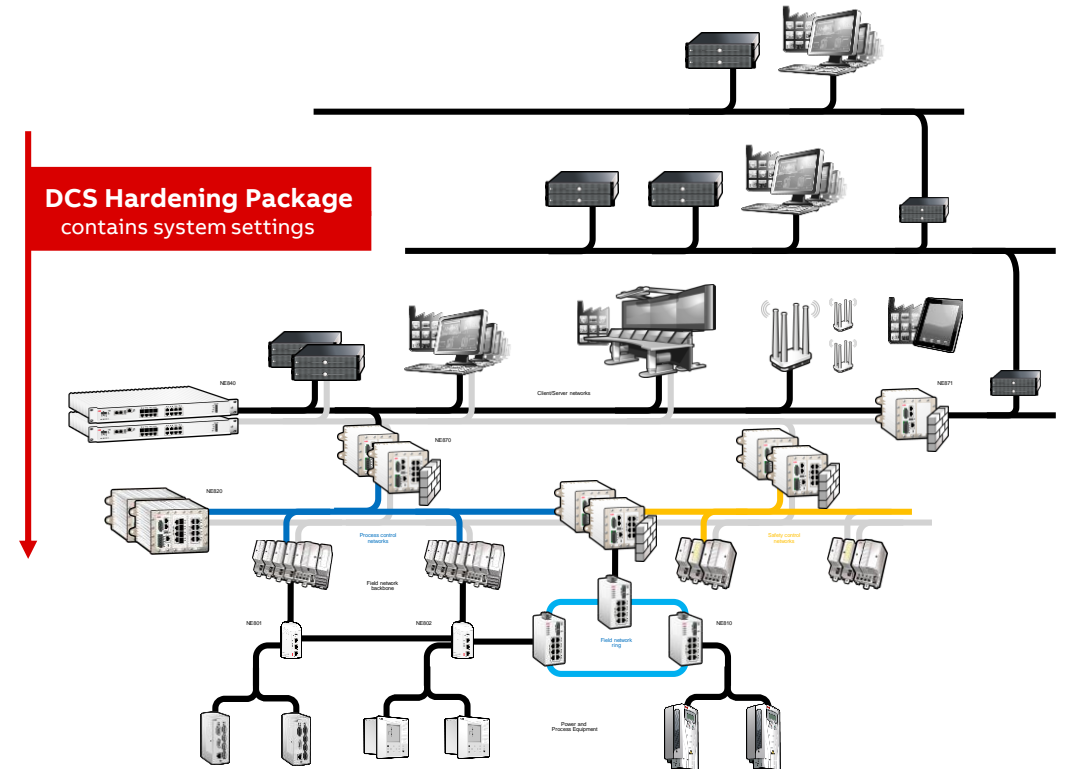 DCS Hardening Package
contains system settings
NE840
Client/Server networks
NE871
NE870
NE820
Process control
networks
Safety control
networks
Field network
backbone
NE801
NE802
NE810
Field network
ring
Power and
Process Equipment